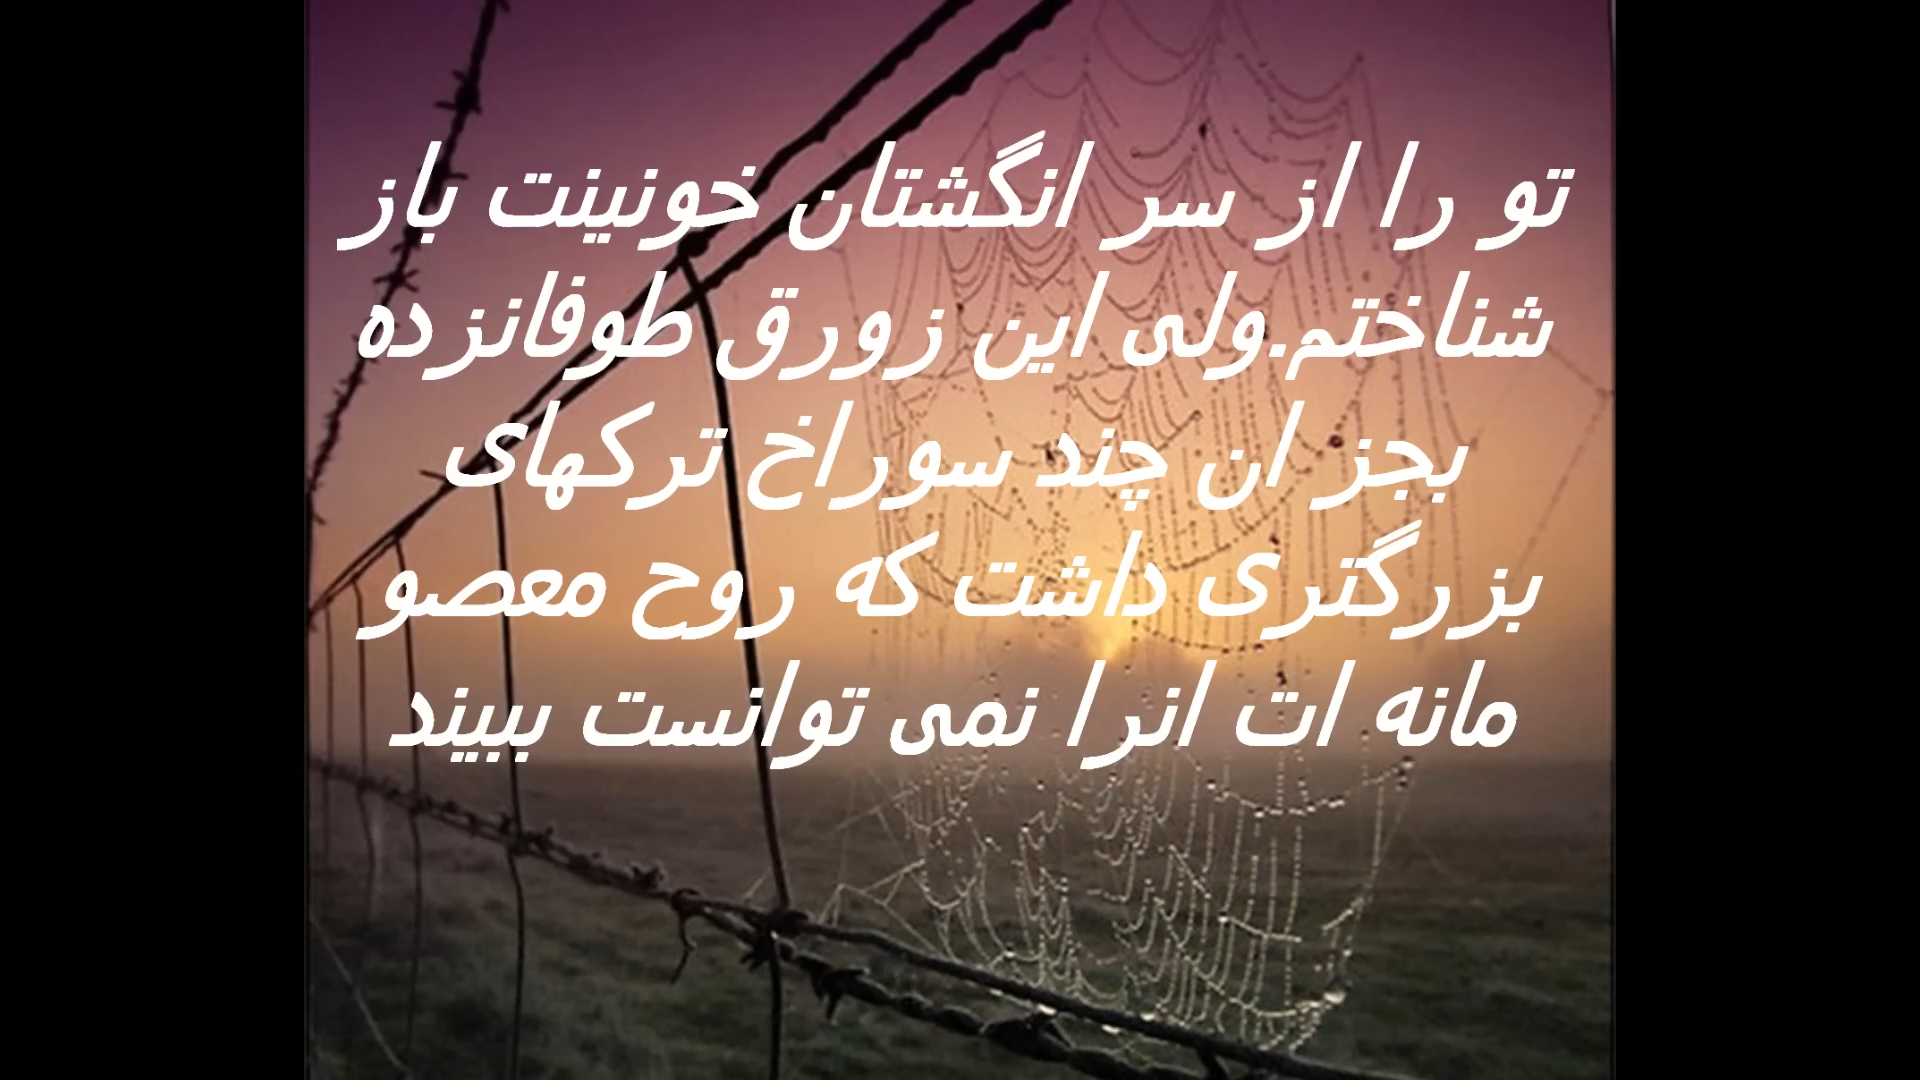 تو را از سر انگشتان خونینت باز
شناختم.ولی این زورق طوفانزده
بجز ان چند سوراخ ترکهای
بزرگتری داشت که روح معصو
مانه ات انرا نمی توانست ببیند